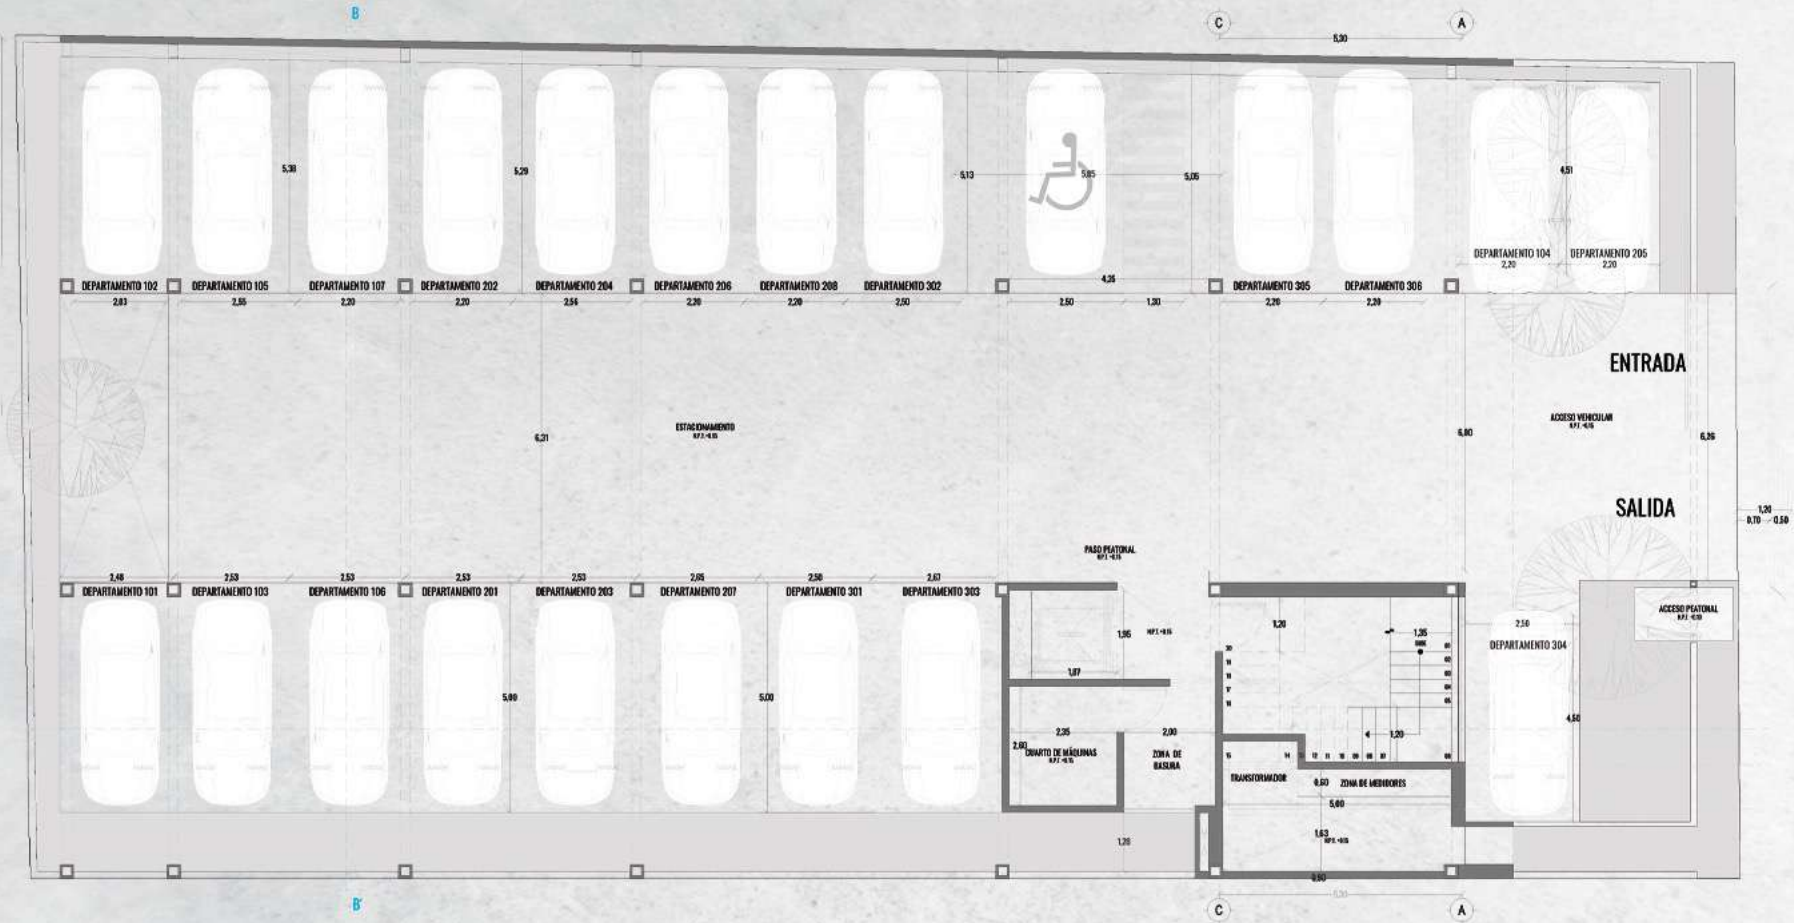 B
C
A
5,30
5,38
5,29
5,13
5,85
5,05
4,51
DEPARTAMENTO 104
DEPARTAMENTO 205
2,20
2,20
4,25
DEPARTAMENTO 102
DEPARTAMENTO 105
DEPARTAMENTO 107
DEPARTAMENTO 202
DEPARTAMENTO 204
DEPARTAMENTO 206
DEPARTAMENTO 208
DEPARTAMENTO 302
DEPARTAMENTO 305
DEPARTAMENTO 306
2,55
2,20
2,20
2,56
2,20
2,20
2,50
2,50
1,30
2,20
2,20
ENTRADA
ESTACIONAMIENTO
ACCESO VEHICULAR
6,31
6,00
6,26
SALIDA
1,20
0,70
0,50
PASO PEATONAL
2,48
2,53
2,53
2,53
2,53
2,65
2,50
2,67
DEPARTAMENTO 101
DEPARTAMENTO 103
DEPARTAMENTO 106
DEPARTAMENTO 201
DEPARTAMENTO 203
DEPARTAMENTO 207
DEPARTAMENTO 301
DEPARTAMENTO 303
ACCESO PEATONAL
1,95
1,20
1,35
2,50
DEPARTAMENTO 304
1,87
5,00
5,00
4,50
2,35
2,00
1,20
2,60
CUARTO DE MÁQUINAS
ZONA DE
BASURA
TRANSFORMADOR
0,60
ZONA DE MEDIDORES
5,00
1,63
1,20
B'
C
A